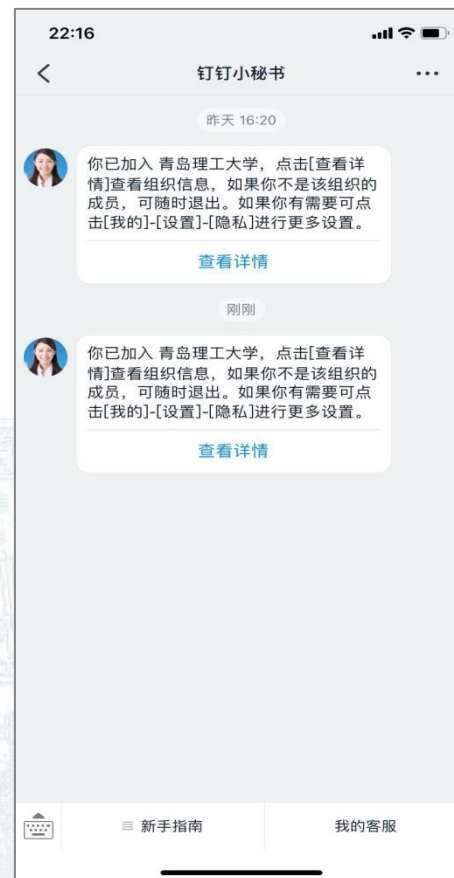 22:16
钉钉小秘书
昨天 16:20
你已加入 青岛理工大学，点击[查看详
情]查看组织信息，如果你不是该组织的
成员，可随时退出。如果你有需要可点
击[我的]-[设置]-[隐私]进行更多设置。
查看详情
刚刚
你已加入 青岛理工大学，点击[查看详
情]查看组织信息，如果你不是该组织的
成员，可随时退出。如果你有需要可点
击[我的]-[设置]-[隐私]进行更多设置。
查看详情
新手指南
我的客服